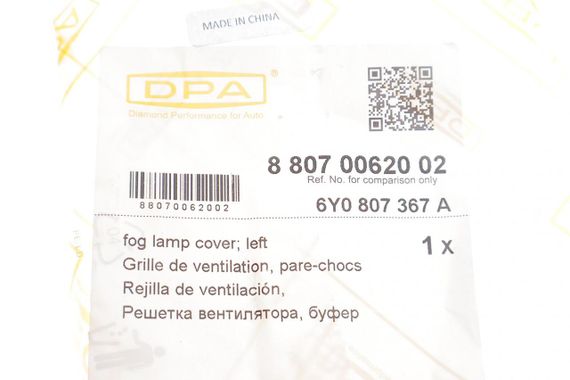 MADE IN CHINA
DPA®
Diamond Performance for Auto
8 807 00620 02
Ref. No. for comparison only
88070062002
6Y0 807 367 A
fog lamp cover; left
1 x
Grille de ventilation, pare-chocs
Rejilla de ventilación,
Решетка вентилятора, буфер